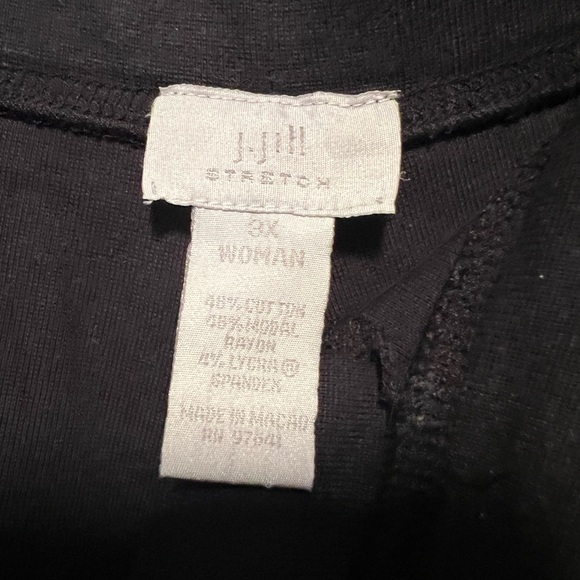 J.Jill
STRETCH
3X
WOMAN
48% COTTON
48% MODAL
RAYON
4% LYCRA®
SPANDEX
MADE IN MACAO
RN 97641